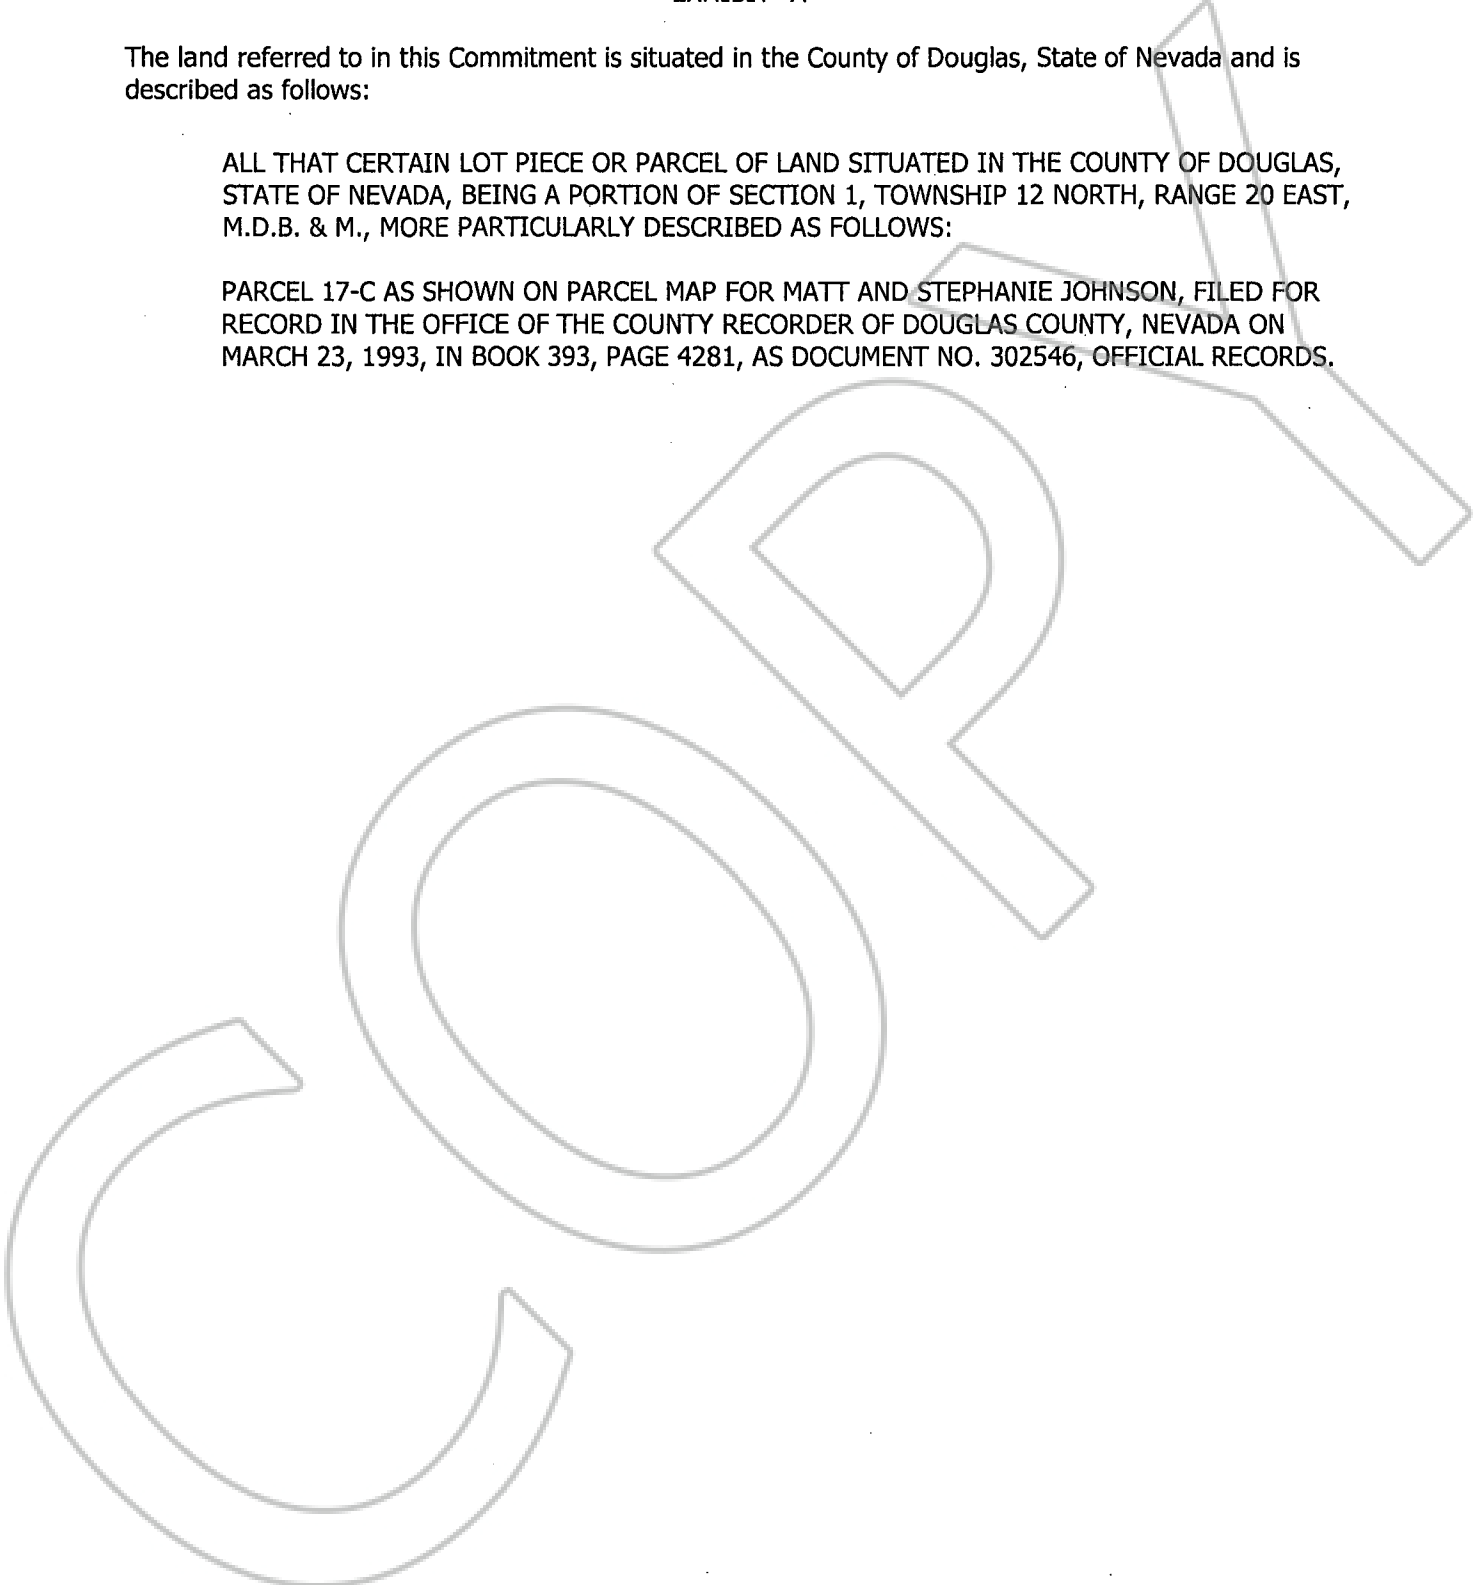 EXHIBIT "A"
The land referred to in this Commitment is situated in the County of Douglas, State of Nevada and is
described as follows:
ALL THAT CERTAIN LOT PIECE OR PARCEL OF LAND SITUATED IN THE COUNTY OF DOUGLAS,
STATE OF NEVADA, BEING A PORTION OF SECTION 1, TOWNSHIP 12 NORTH, RANGE 20 EAST,
M.D.B. & M., MORE PARTICULARLY DESCRIBED AS FOLLOWS:
PARCEL 17-C AS SHOWN ON PARCEL MAP FOR MATT AND STEPHANIE JOHNSON, FILED FOR
RECORD IN THE OFFICE OF THE COUNTY RECORDER OF DOUGLAS COUNTY, NEVADA ON
MARCH 23, 1993, IN BOOK 393, PAGE 4281, AS DOCUMENT NO. 302546, OFFICIAL RECORDS.
COPY